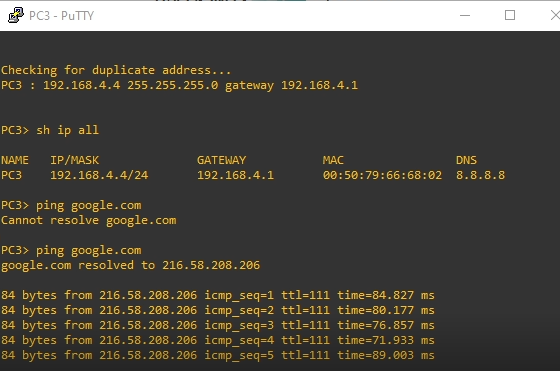 PC3 - PuTTY
Checking for duplicate address...
PC3 : 192.168.4.4 255.255.255.0 gateway 192.168.4.1
PC3> sh ip all
NAME IP/MASK GATEWAY MAC DNS
PC3 192.168.4.4/24 192.168.4.1 00:50:79:66:68:02 8.8.8.8
PC3> ping google.com
Cannot resolve google.com
PC3> ping google.com
google.com resolved to 216.58.208.206
84 bytes from 216.58.208.206 icmp_seq=1 ttl=111 time=84.827 ms
84 bytes from 216.58.208.206 icmp_seq=2 ttl=111 time=80.177 ms
84 bytes from 216.58.208.206 icmp_seq=3 ttl=111 time=76.857 ms
84 bytes from 216.58.208.206 icmp_seq=4 ttl=111 time=71.933 ms
84 bytes from 216.58.208.206 icmp_seq=5 ttl=111 time=89.003 ms